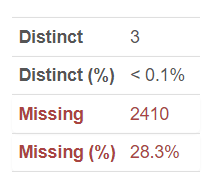 Distinct 3
Distinct (%) < 0.1%
Missing 2410
Missing (%) 28.3%